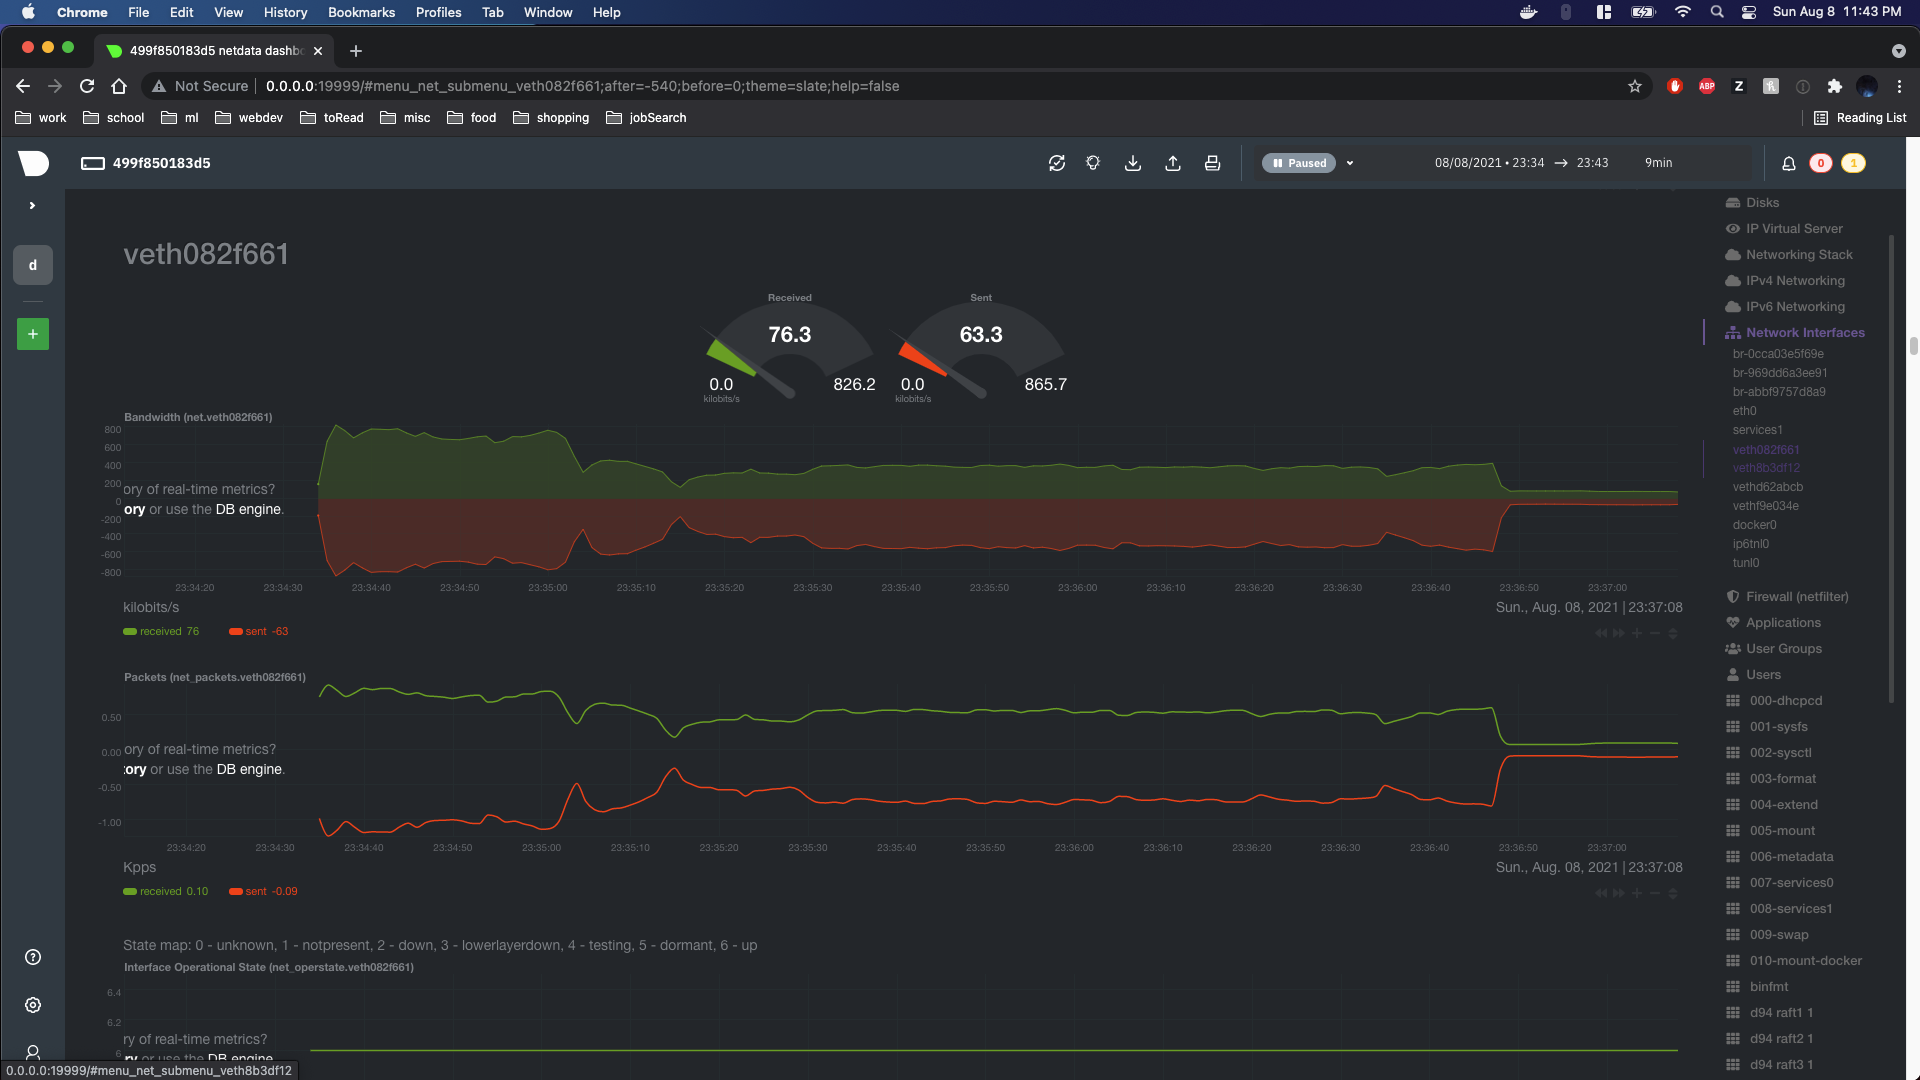 Chrome File Edit View History Bookmarks Profiles Tab Window Help Sun Aug 8 11:43 PM
499f850183d5 netdata dashb
Not Secure 0.0.0.0:19999/#menu_net_submenu_veth082f661;after=-540;before=0;theme=slate;help=false
ABP Z
work school ml webdev toRead misc food shopping jobSearch Reading List
499f850183d5 Paused 08/08/2021 • 23:34 → 23:43 9min 0 1
d
+
veth082f661
Received Sent
76.3 63.3
0.0 826.2 0.0 865.7
kilobits/s kilobits/s
Bandwidth (net.veth082f661)
800
600
400
200
0
-200
-400
-600
-800
ory of real-time metrics?
ory or use the DB engine.
23:34:20 23:34:30 23:34:40 23:34:50 23:35:00 23:35:10 23:35:20 23:35:30 23:35:40 23:35:50 23:36:00 23:36:10 23:36:20 23:36:30 23:36:40 23:36:50 23:37:00
kilobits/s Sun., Aug. 08, 2021 | 23:37:08
received 76 sent -63
Packets (net_packets.veth082f661)
0.50
0.00
-0.50
-1.00
ory of real-time metrics?
ory or use the DB engine.
23:34:20 23:34:30 23:34:40 23:34:50 23:35:00 23:35:10 23:35:20 23:35:30 23:35:40 23:35:50 23:36:00 23:36:10 23:36:20 23:36:30 23:36:40 23:36:50 23:37:00
Kpps Sun., Aug. 08, 2021 | 23:37:08
received 0.10 sent -0.09
State map: 0 - unknown, 1 - notpresent, 2 - down, 3 - lowerlayerdown, 4 - testing, 5 - dormant, 6 - up
Interface Operational State (net_operstate.veth082f661)
6.4
6.2
6
ry of real-time metrics?
ry or use the DB engine
0.0.0.0:19999/#menu_net_submenu_veth8b3df12
Disks
IP Virtual Server
Networking Stack
IPv4 Networking
IPv6 Networking
Network Interfaces
br-0cca03e5f69e
br-969dd6a3ee91
br-abbf9757d8a9
eth0
services1
veth082f661
veth8b3df12
vethd62abcb
vethf9e034e
docker0
ip6tnl0
tunl0
Firewall (netfilter)
Applications
User Groups
Users
000-dhcpcd
001-sysfs
002-sysctl
003-format
004-extend
005-mount
006-metadata
007-services0
008-services1
009-swap
010-mount-docker
binfmt
d94 raft1 1
d94 raft2 1
d94 raft3 1